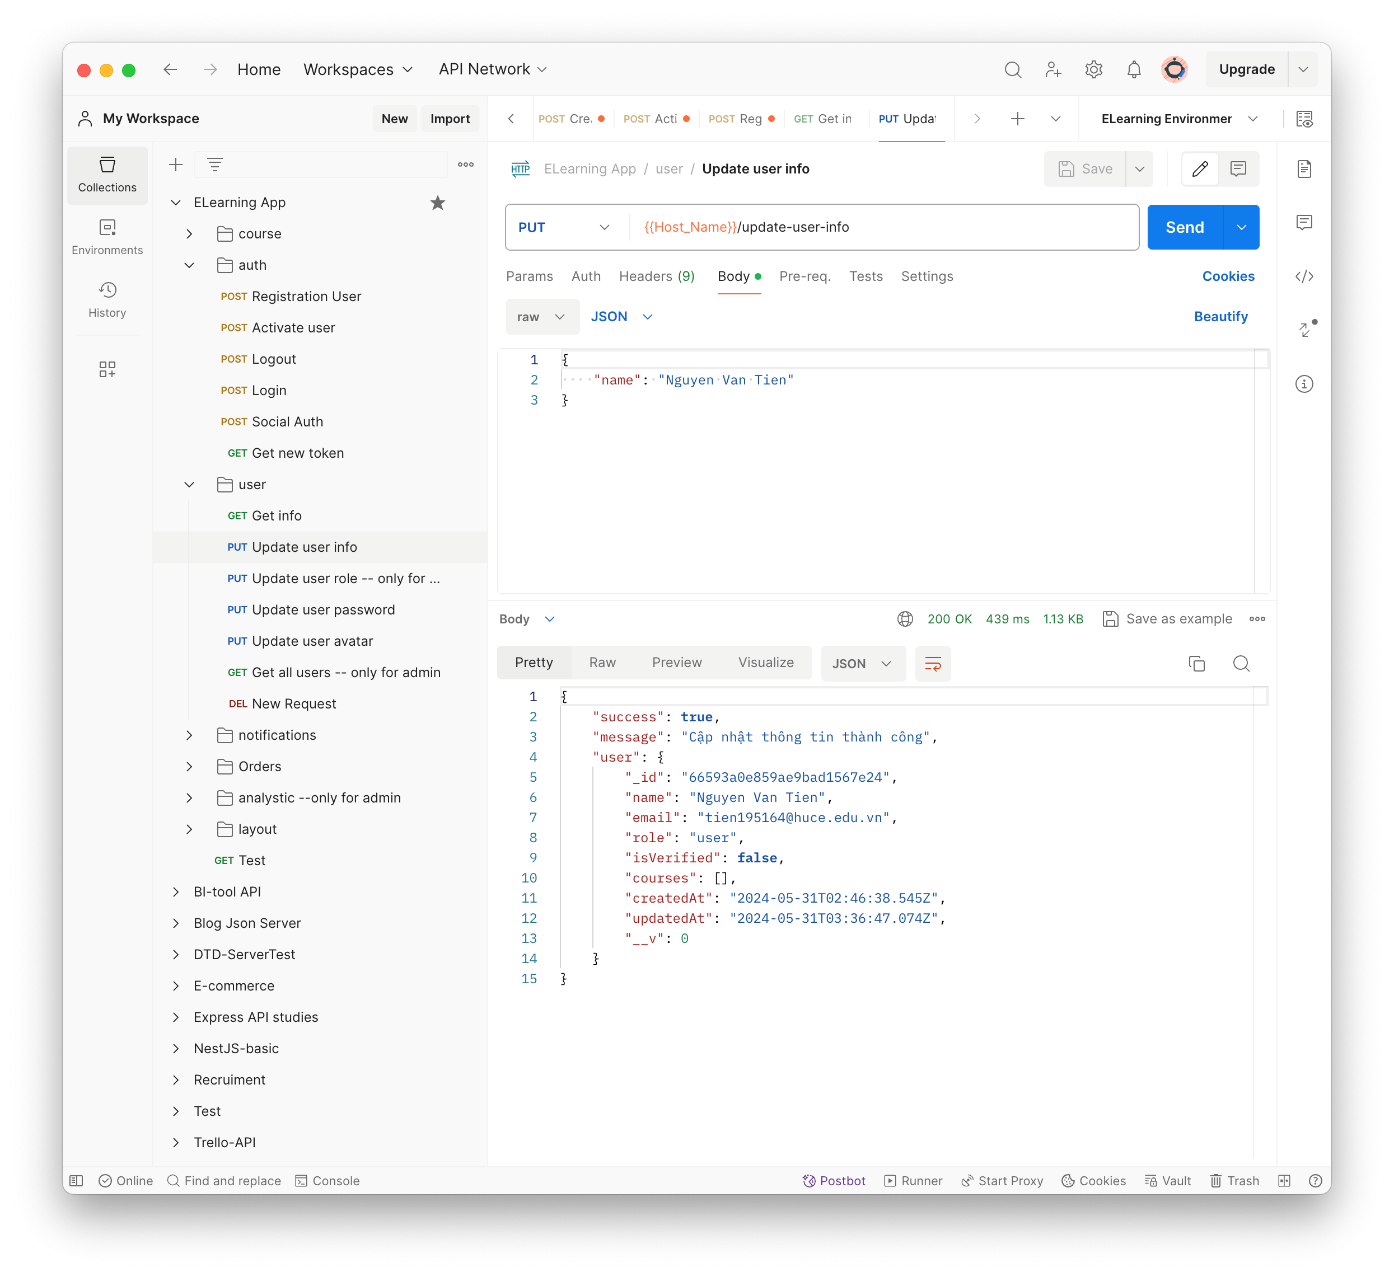 Home Workspaces API Network Upgrade
My Workspace New Import
POST Cre. POST Acti POST Reg GET Get in PUT Upda ELearning Environmer
Collections
Environments
History
ELearning App
course
auth
POST Registration User
POST Activate user
POST Logout
POST Login
POST Social Auth
GET Get new token
user
GET Get info
PUT Update user info
PUT Update user role -- only for ...
PUT Update user password
PUT Update user avatar
GET Get all users -- only for admin
DEL New Request
notifications
Orders
analystic --only for admin
layout
GET Test
BI-tool API
Blog Json Server
DTD-ServerTest
E-commerce
Express API studies
NestJS-basic
Recruiment
Test
Trello-API
HTTP ELearning App / user / Update user info Save
PUT {{Host_Name}}/update-user-info Send
Params Auth Headers (9) Body Pre-req. Tests Settings Cookies
raw JSON Beautify
1 {
2 ····"name":·"Nguyen·Van·Tien"
3 }
Body 200 OK 439 ms 1.13 KB Save as example
Pretty Raw Preview Visualize JSON
1 {
2 "success": true,
3 "message": "Cập nhật thông tin thành công",
4 "user": {
5 "_id": "66593a0e859ae9bad1567e24",
6 "name": "Nguyen Van Tien",
7 "email": "tien195164@huce.edu.vn",
8 "role": "user",
9 "isVerified": false,
10 "courses": [],
11 "createdAt": "2024-05-31T02:46:38.545Z",
12 "updatedAt": "2024-05-31T03:36:47.074Z",
13 "__v": 0
14 }
15 }
Online Find and replace Console Postbot Runner Start Proxy Cookies Vault Trash